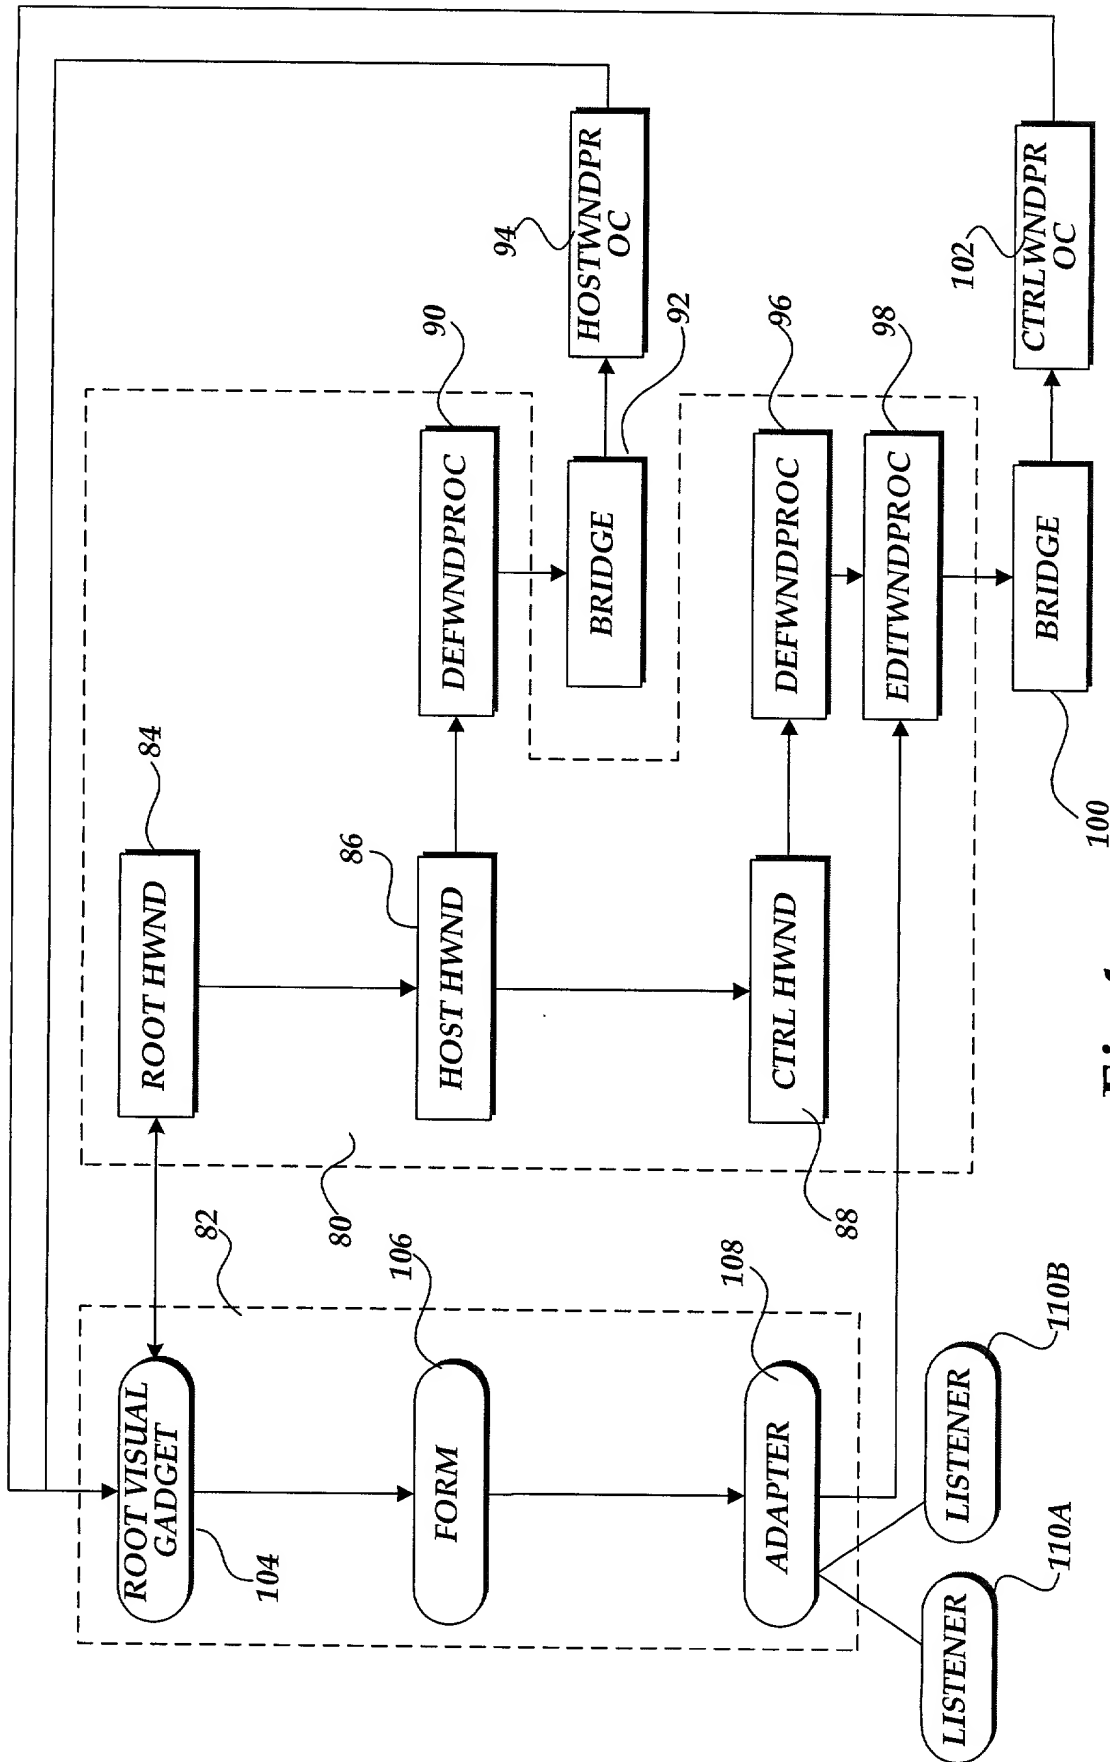 ROOT VISUAL
GADGET
104
ROOT HWND
84
82
80
106
86
FORM
HOST HWND
DEFWNDPROC
90
94
BRIDGE
HOSTWNDPR
OC
92
108
ADAPTER
CTRL HWND
DEFWNDPROC
96
88
EDITWNDPROC
98
LISTENER
110A
LISTENER
110B
BRIDGE
100
102
CTRLWNDPR
OC